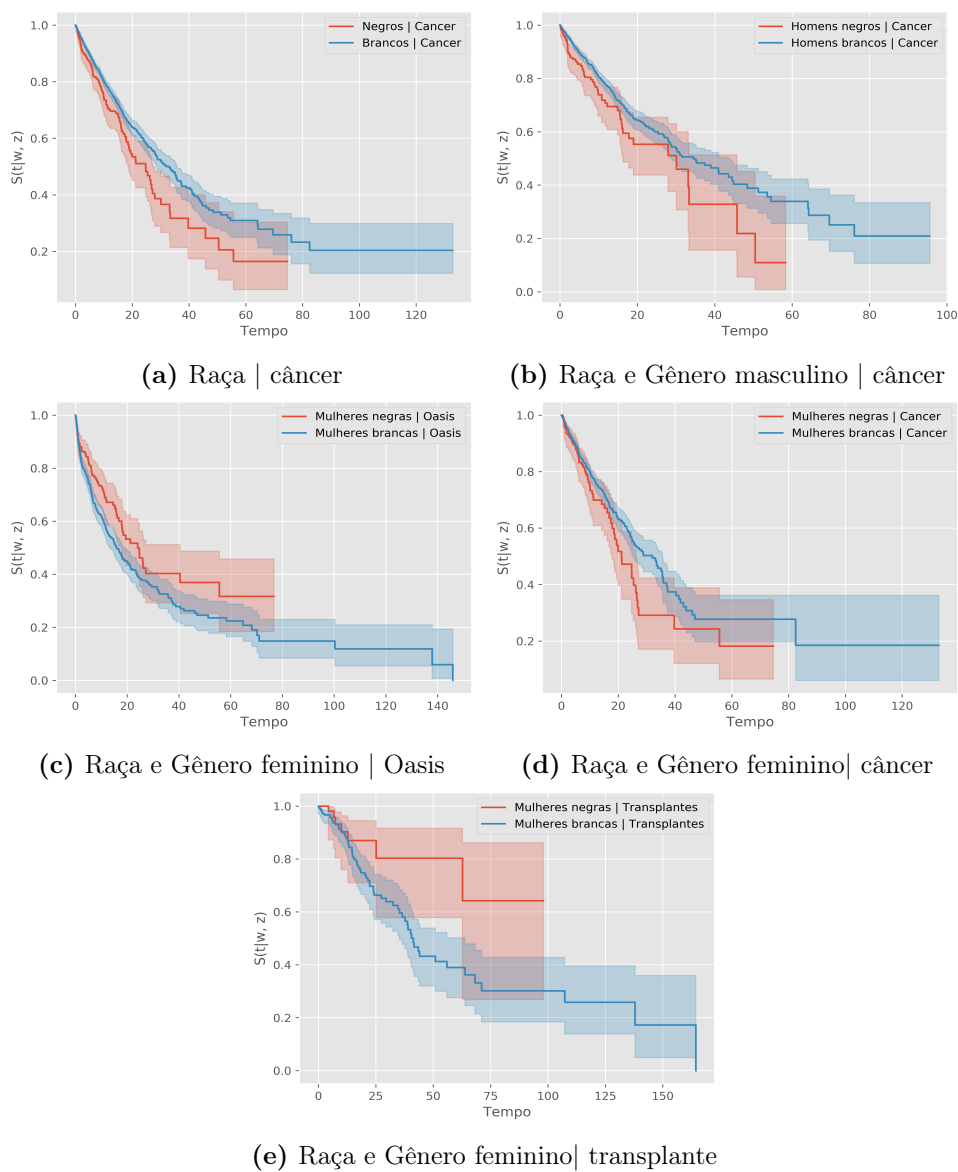 Negros | Cancer
Brancos | Cancer
S(t|w, z)
1.0
0.8
0.6
0.4
0.2
0 20 40 60 80 100 120
Tempo
(a) Raça | câncer
Homens negros | Cancer
Homens brancos | Cancer
S(t|w, z)
1.0
0.8
0.6
0.4
0.2
0.0
0 20 40 60 80 100
Tempo
(b) Raça e Gênero masculino | câncer
Mulheres negras | Oasis
Mulheres brancas | Oasis
S(t|w, z)
1.0
0.8
0.6
0.4
0.2
0.0
0 20 40 60 80 100 120 140
Tempo
(c) Raça e Gênero feminino | Oasis
Mulheres negras | Cancer
Mulheres brancas | Cancer
S(t|w, z)
1.0
0.8
0.6
0.4
0.2
0 20 40 60 80 100 120
Tempo
(d) Raça e Gênero feminino| câncer
Mulheres negras | Transplantes
Mulheres brancas | Transplantes
S(t|w, z)
1.0
0.8
0.6
0.4
0.2
0.0
0 25 50 75 100 125 150
Tempo
(e) Raça e Gênero feminino| transplante